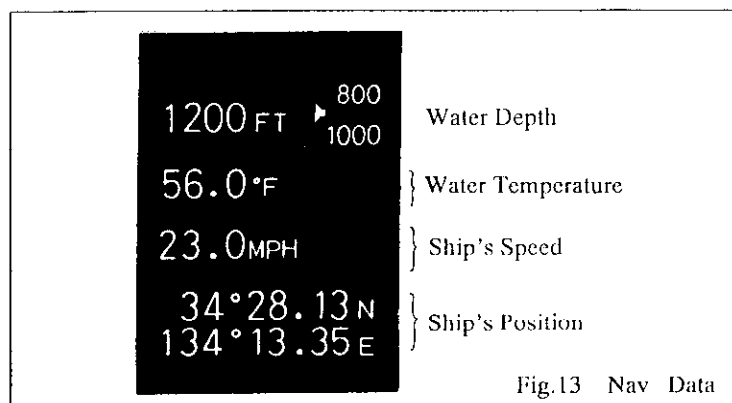 800
1200 FT Water Depth
1000
56.0°F Water Temperature
23.0MPH Ship's Speed
34°28.13N
134°13.35E Ship's Position
Fig.13 Nav Data